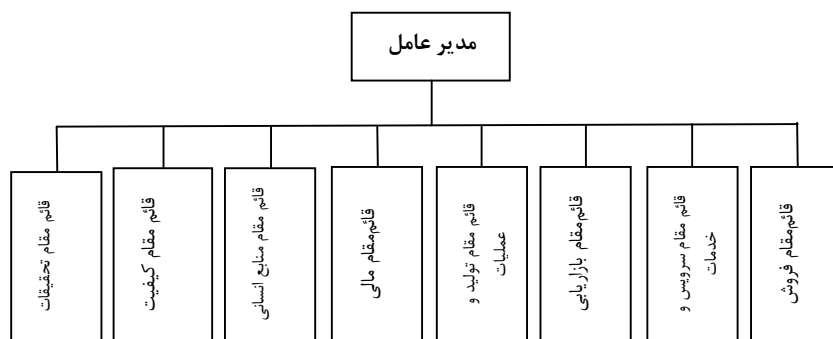 مدیر عامل
قائم‌مقام فروش
قائم مقام سرویس و
خدمات
قائم‌مقام بازاریابی
قائم مقام تولید و
عملیات
قائم‌مقام مالی
قائم مقام منابع انسانی
قائم مقام کیفیت
قائم مقام تحقیقات